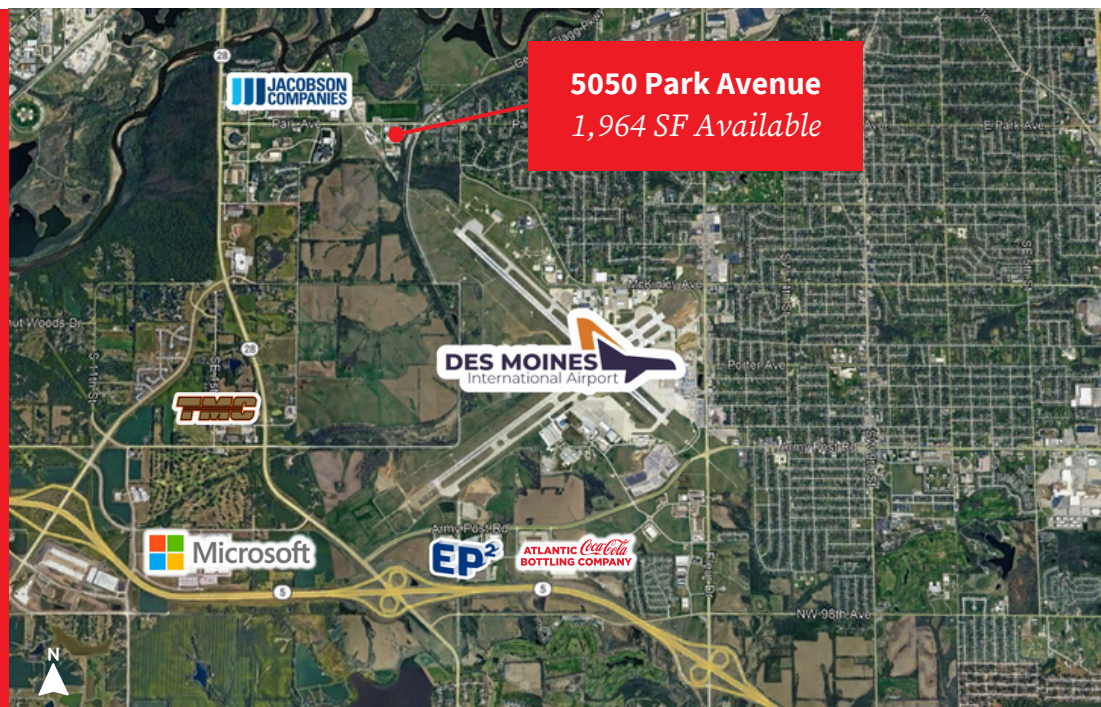 28
JACOBSON
COMPANIES
5050 Park Avenue
1,964 SF Available
Park Ave
E Park Ave
McKinley Ave
DES MOINES
International Airport
Porter Ave
28
TMC
Army Post Rd
Army Post Rd
Microsoft
EP²
ATLANTIC Coca-Cola
BOTTLING COMPANY
5
5
NW 98th Ave
N